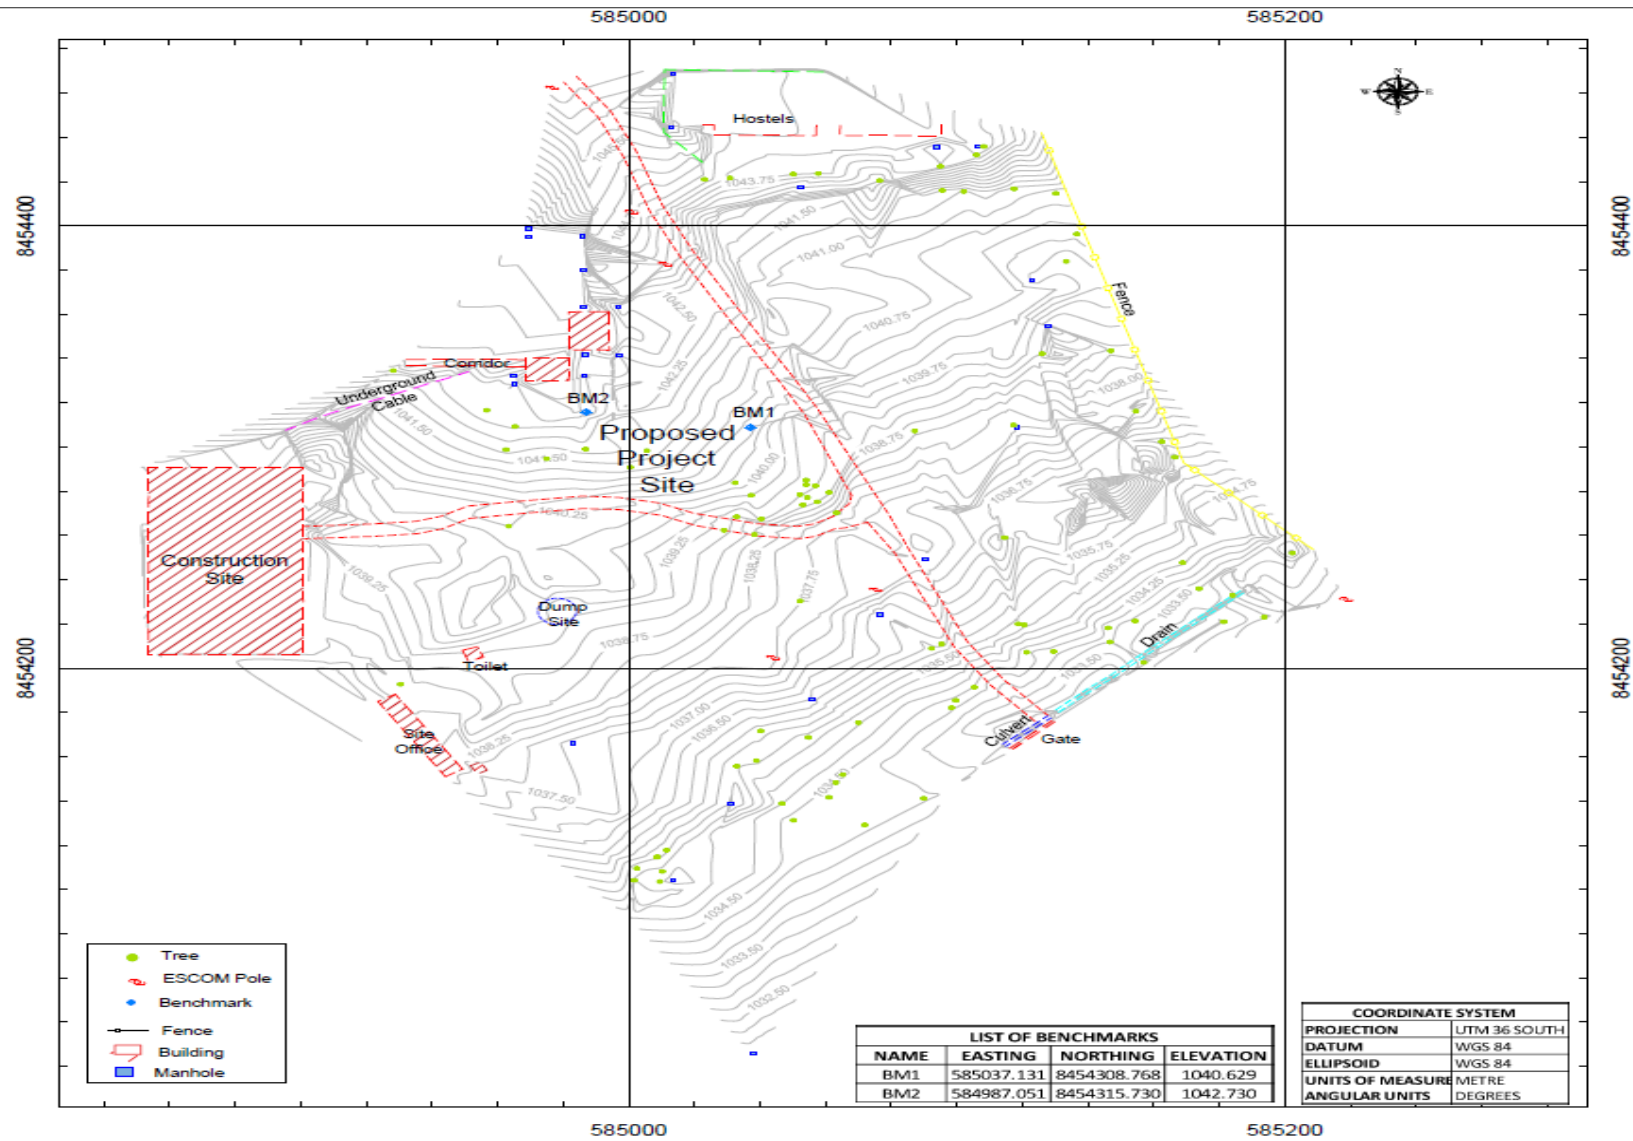 585000 585200
N
W E
S
Hostels
1045.50
1043.75
1041.50
8454400 8454400
1041.00
Fence
1042.50
1040.75
Corridor
1042.25
1039.75
1038.00
Underground
Cable
BM2
BM1
1041.50
Proposed
Project
Site
1038.75
1041.50
1040.00
1036.75
1034.75
1040.25
1039.25
1038.25
1037.75
1035.75
1035.25
1034.25
1033.50
Construction
Site
1039.25
Dump
Site
Drain
1038.75
Toilet
1036.50
1033.50
8454200 8454200
1037.00
1036.50
Site
Office
1038.25
Culvert
Gate
1037.50
1034.50
1034.50
1033.50
1032.50
Tree
ESCOM Pole
Benchmark
Fence
Building
Manhole
LIST OF BENCHMARKS
NAME EASTING NORTHING ELEVATION
BM1 585037.131 8454308.768 1040.629
BM2 584987.051 8454315.730 1042.730
COORDINATE SYSTEM
PROJECTION UTM 36 SOUTH
DATUM WGS 84
ELLIPSOID WGS 84
UNITS OF MEASURE METRE
ANGULAR UNITS DEGREES
585000 585200